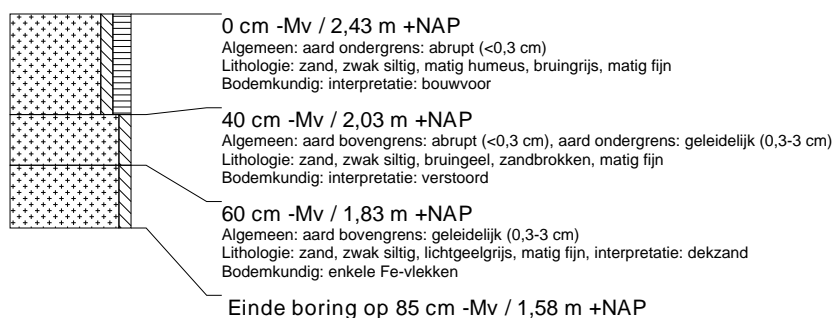 0 cm -Mv / 2,43 m +NAP
Algemeen: aard ondergrens: abrupt (<0,3 cm)
Lithologie: zand, zwak siltig, matig humeus, bruingrijs, matig fijn
Bodemkundig: interpretatie: bouwvoor
40 cm -Mv / 2,03 m +NAP
Algemeen: aard bovengrens: abrupt (<0,3 cm), aard ondergrens: geleidelijk (0,3-3 cm)
Lithologie: zand, zwak siltig, bruingeel, zandbrokken, matig fijn
Bodemkundig: interpretatie: verstoord
60 cm -Mv / 1,83 m +NAP
Algemeen: aard bovengrens: geleidelijk (0,3-3 cm)
Lithologie: zand, zwak siltig, lichtgeelgrijs, matig fijn, interpretatie: dekzand
Bodemkundig: enkele Fe-vlekken
Einde boring op 85 cm -Mv / 1,58 m +NAP